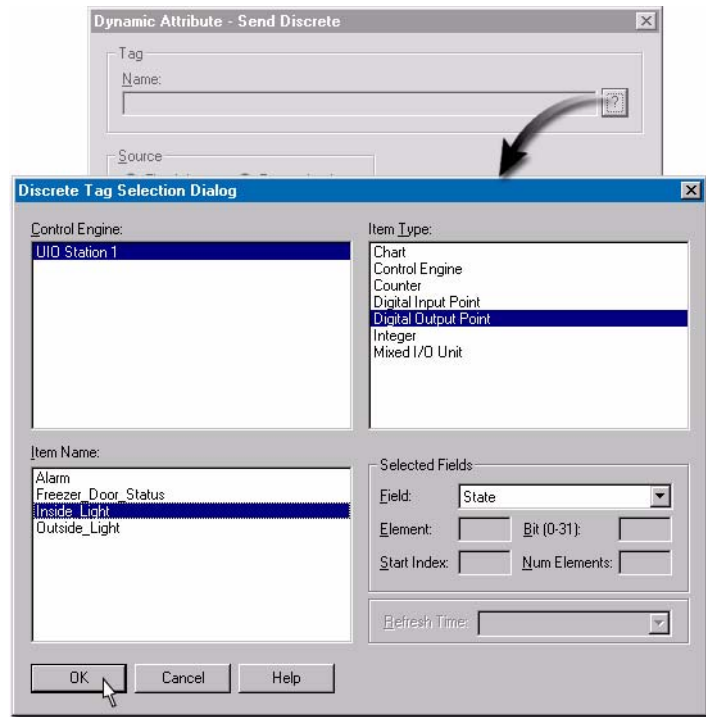 Dynamic Attribute - Send Discrete
Tag
Name:
?
Source
Discrete Tag Selection Dialog
Control Engine:
UIO Station 1
Item Type:
Chart
Control Engine
Counter
Digital Input Point
Digital Output Point
Integer
Mixed I/O Unit
Item Name:
Alarm
Freezer_Door_Status
Inside_Light
Outside_Light
Selected Fields
Field: State
Element: Bit (0-31):
Start Index: Num Elements:
Refresh Time:
OK Cancel Help